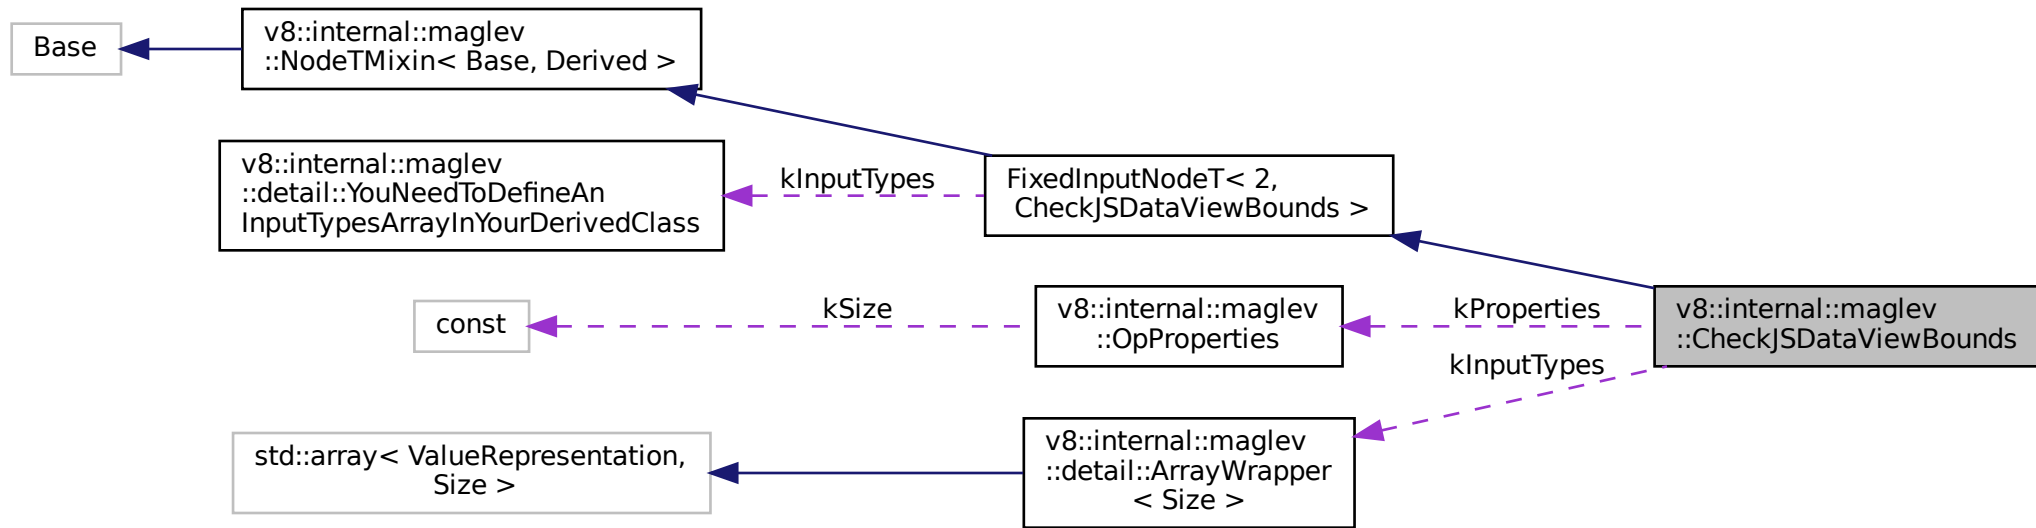 Base
v8::internal::maglev
::NodeTMixin< Base, Derived >
v8::internal::maglev
::detail::YouNeedToDefineAn
InputTypesArrayInYourDerivedClass
kInputTypes
FixedInputNodeT< 2,
CheckJSDataViewBounds >
const
kSize
v8::internal::maglev
::OpProperties
kProperties
v8::internal::maglev
::CheckJSDataViewBounds
kInputTypes
std::array< ValueRepresentation,
Size >
v8::internal::maglev
::detail::ArrayWrapper
< Size >